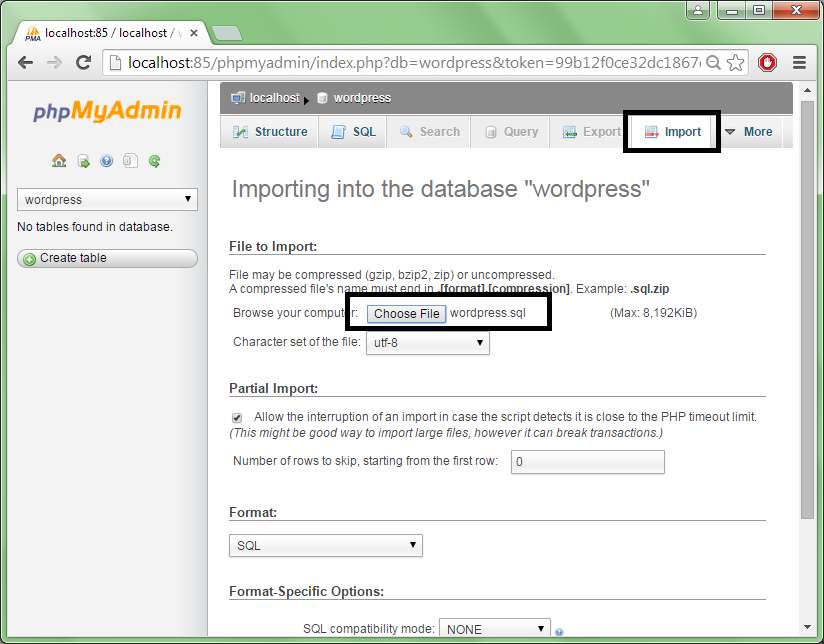 localhost:85 / localhost /
localhost:85/phpmyadmin/index.php?db=wordpress&token=99b12f0ce32dc1867
phpMyAdmin
wordpress
No tables found in database.
Create table
localhost wordpress
Structure SQL Search Query Export Import More
Importing into the database "wordpress"
File to Import:
File may be compressed (gzip, bzip2, zip) or uncompressed.
A compressed file's name must end in .[format].[compression]. Example: .sql.zip
Browse your computer: Choose File wordpress.sql (Max: 8,192KiB)
Character set of the file: utf-8
Partial Import:
Allow the interruption of an import in case the script detects it is close to the PHP timeout limit.
(This might be good way to import large files, however it can break transactions.)
Number of rows to skip, starting from the first row: 0
Format:
SQL
Format-Specific Options:
SQL compatibility mode: NONE